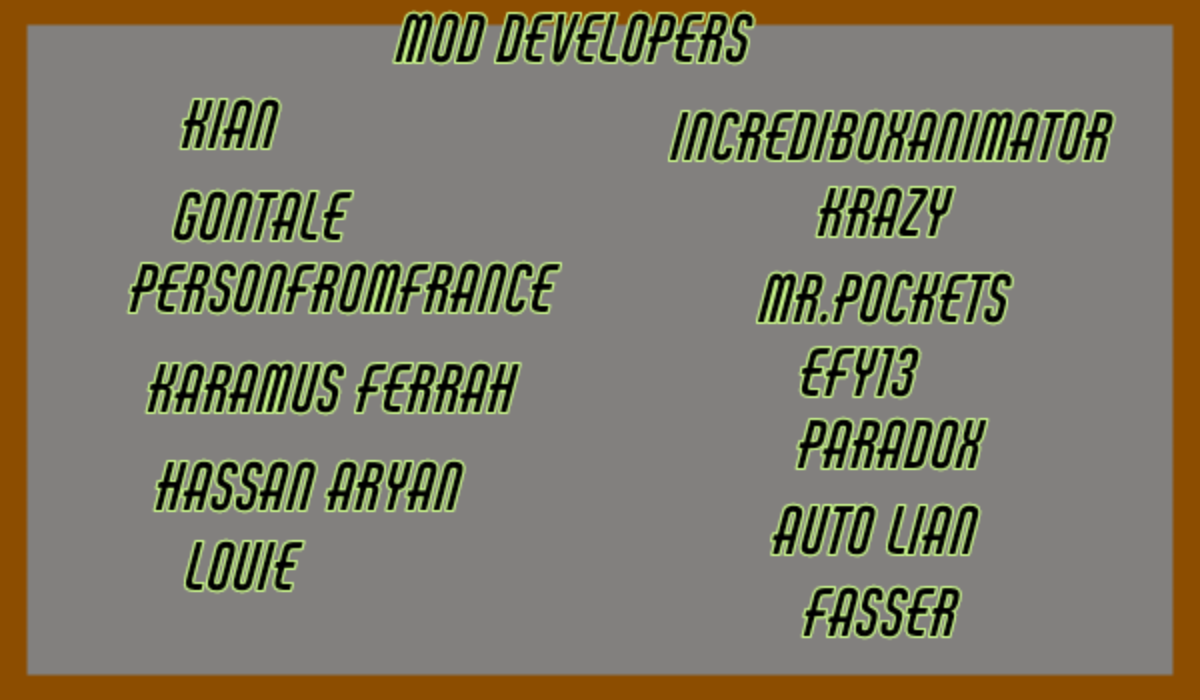 MOD DEVELOPERS
KIAN
GONTALE
PERSONFROMFRANCE
KARAMUS FERRAH
HASSAN ARYAN
LOUIE
INCREDIBOXANIMATOR
KRAZY
MR.POCKETS
EFY13
PARADOX
AUTO LIAN
FASSER